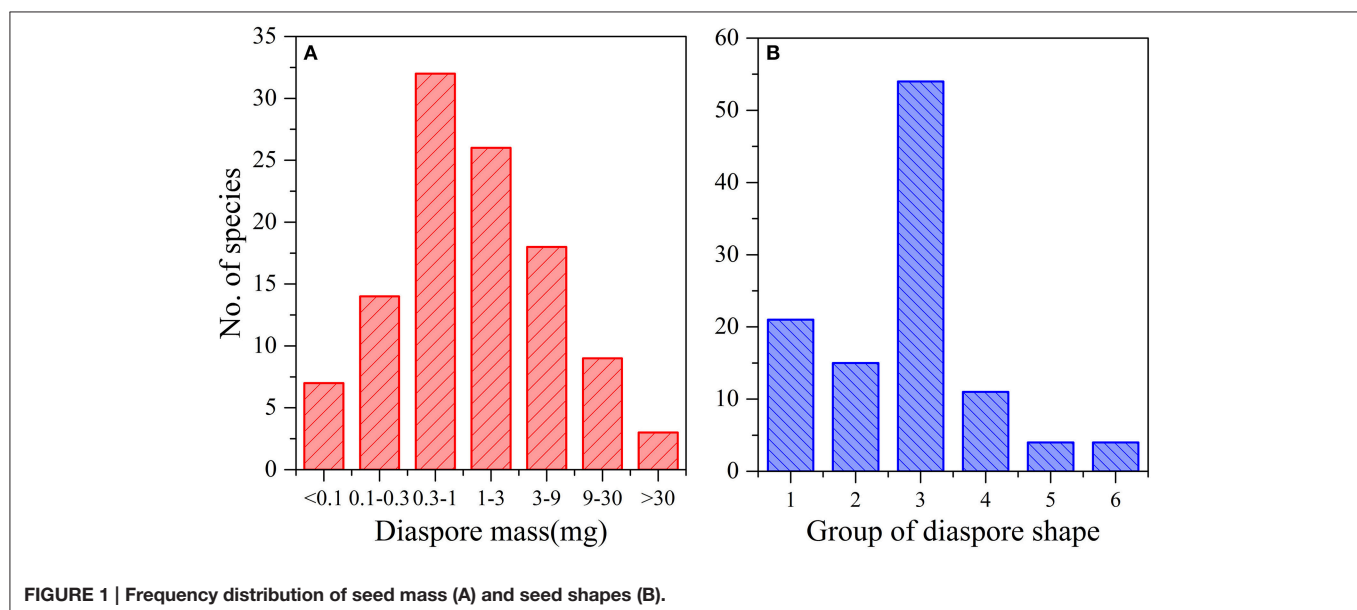 A
35
30
25
20
15
10
5
0
No. of species
<0.1 0.1-0.3 0.3-1 1-3 3-9 9-30 >30
Diaspore mass(mg)
B
60
50
40
30
20
10
0
1 2 3 4 5 6
Group of diaspore shape
FIGURE 1 | Frequency distribution of seed mass (A) and seed shapes (B).